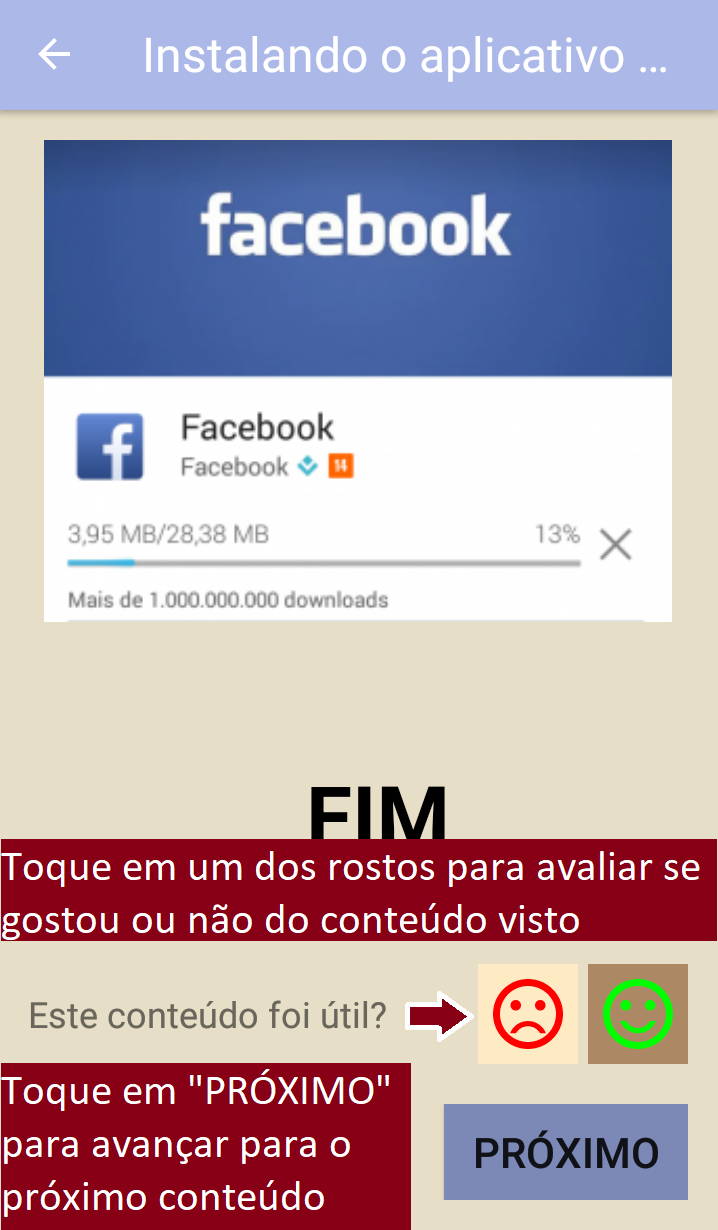 Instalando o aplicativo ...
facebook
Facebook
Facebook 14
3,95 MB/28,38 MB 13%
Mais de 1.000.000.000 downloads
FIM
Toque em um dos rostos para avaliar se
gostou ou não do conteúdo visto
Este conteúdo foi útil?
Toque em "PRÓXIMO"
para avançar para o
próximo conteúdo
PRÓXIMO